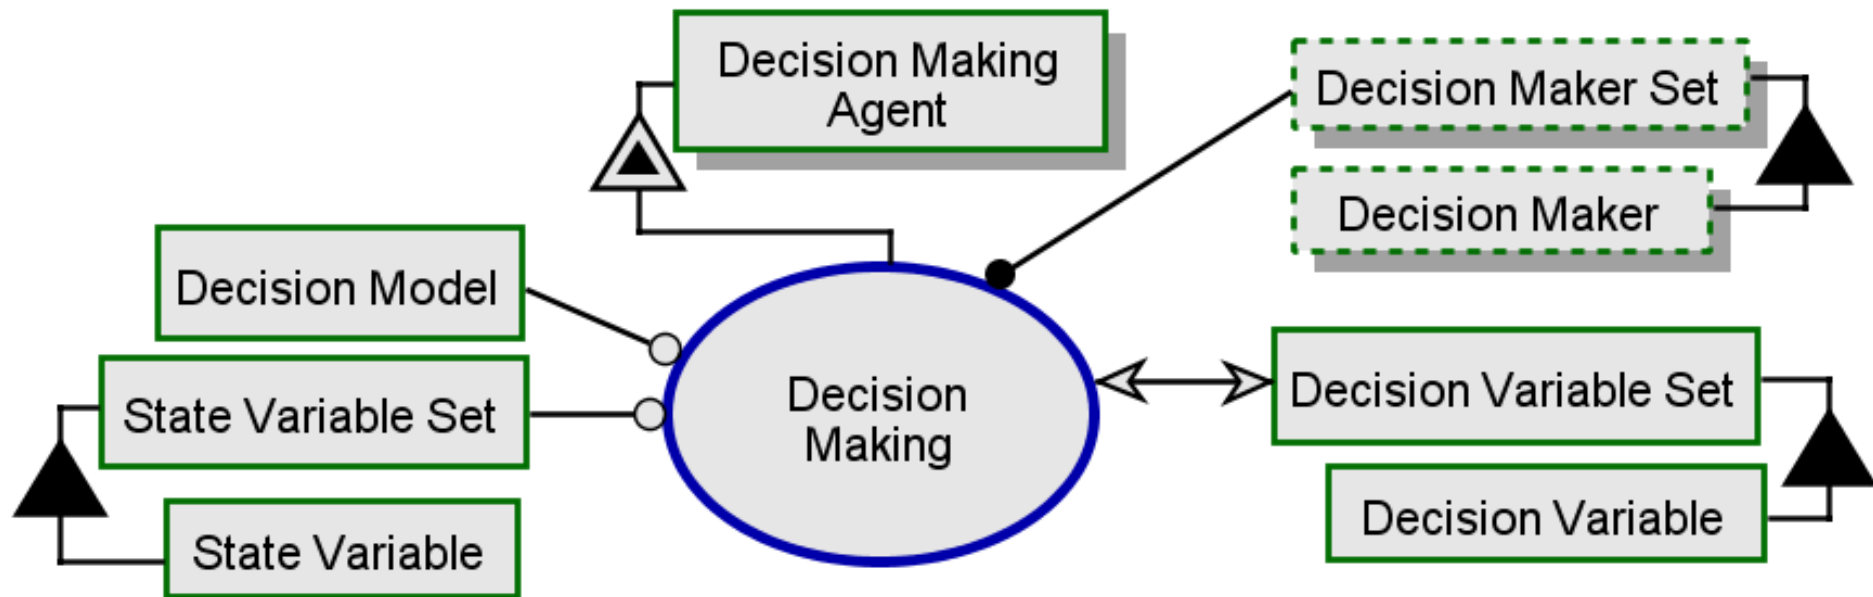 Decision Making
Agent
Decision Maker Set
Decision Maker
Decision Model
State Variable Set
State Variable
Decision
Making
Decision Variable Set
Decision Variable